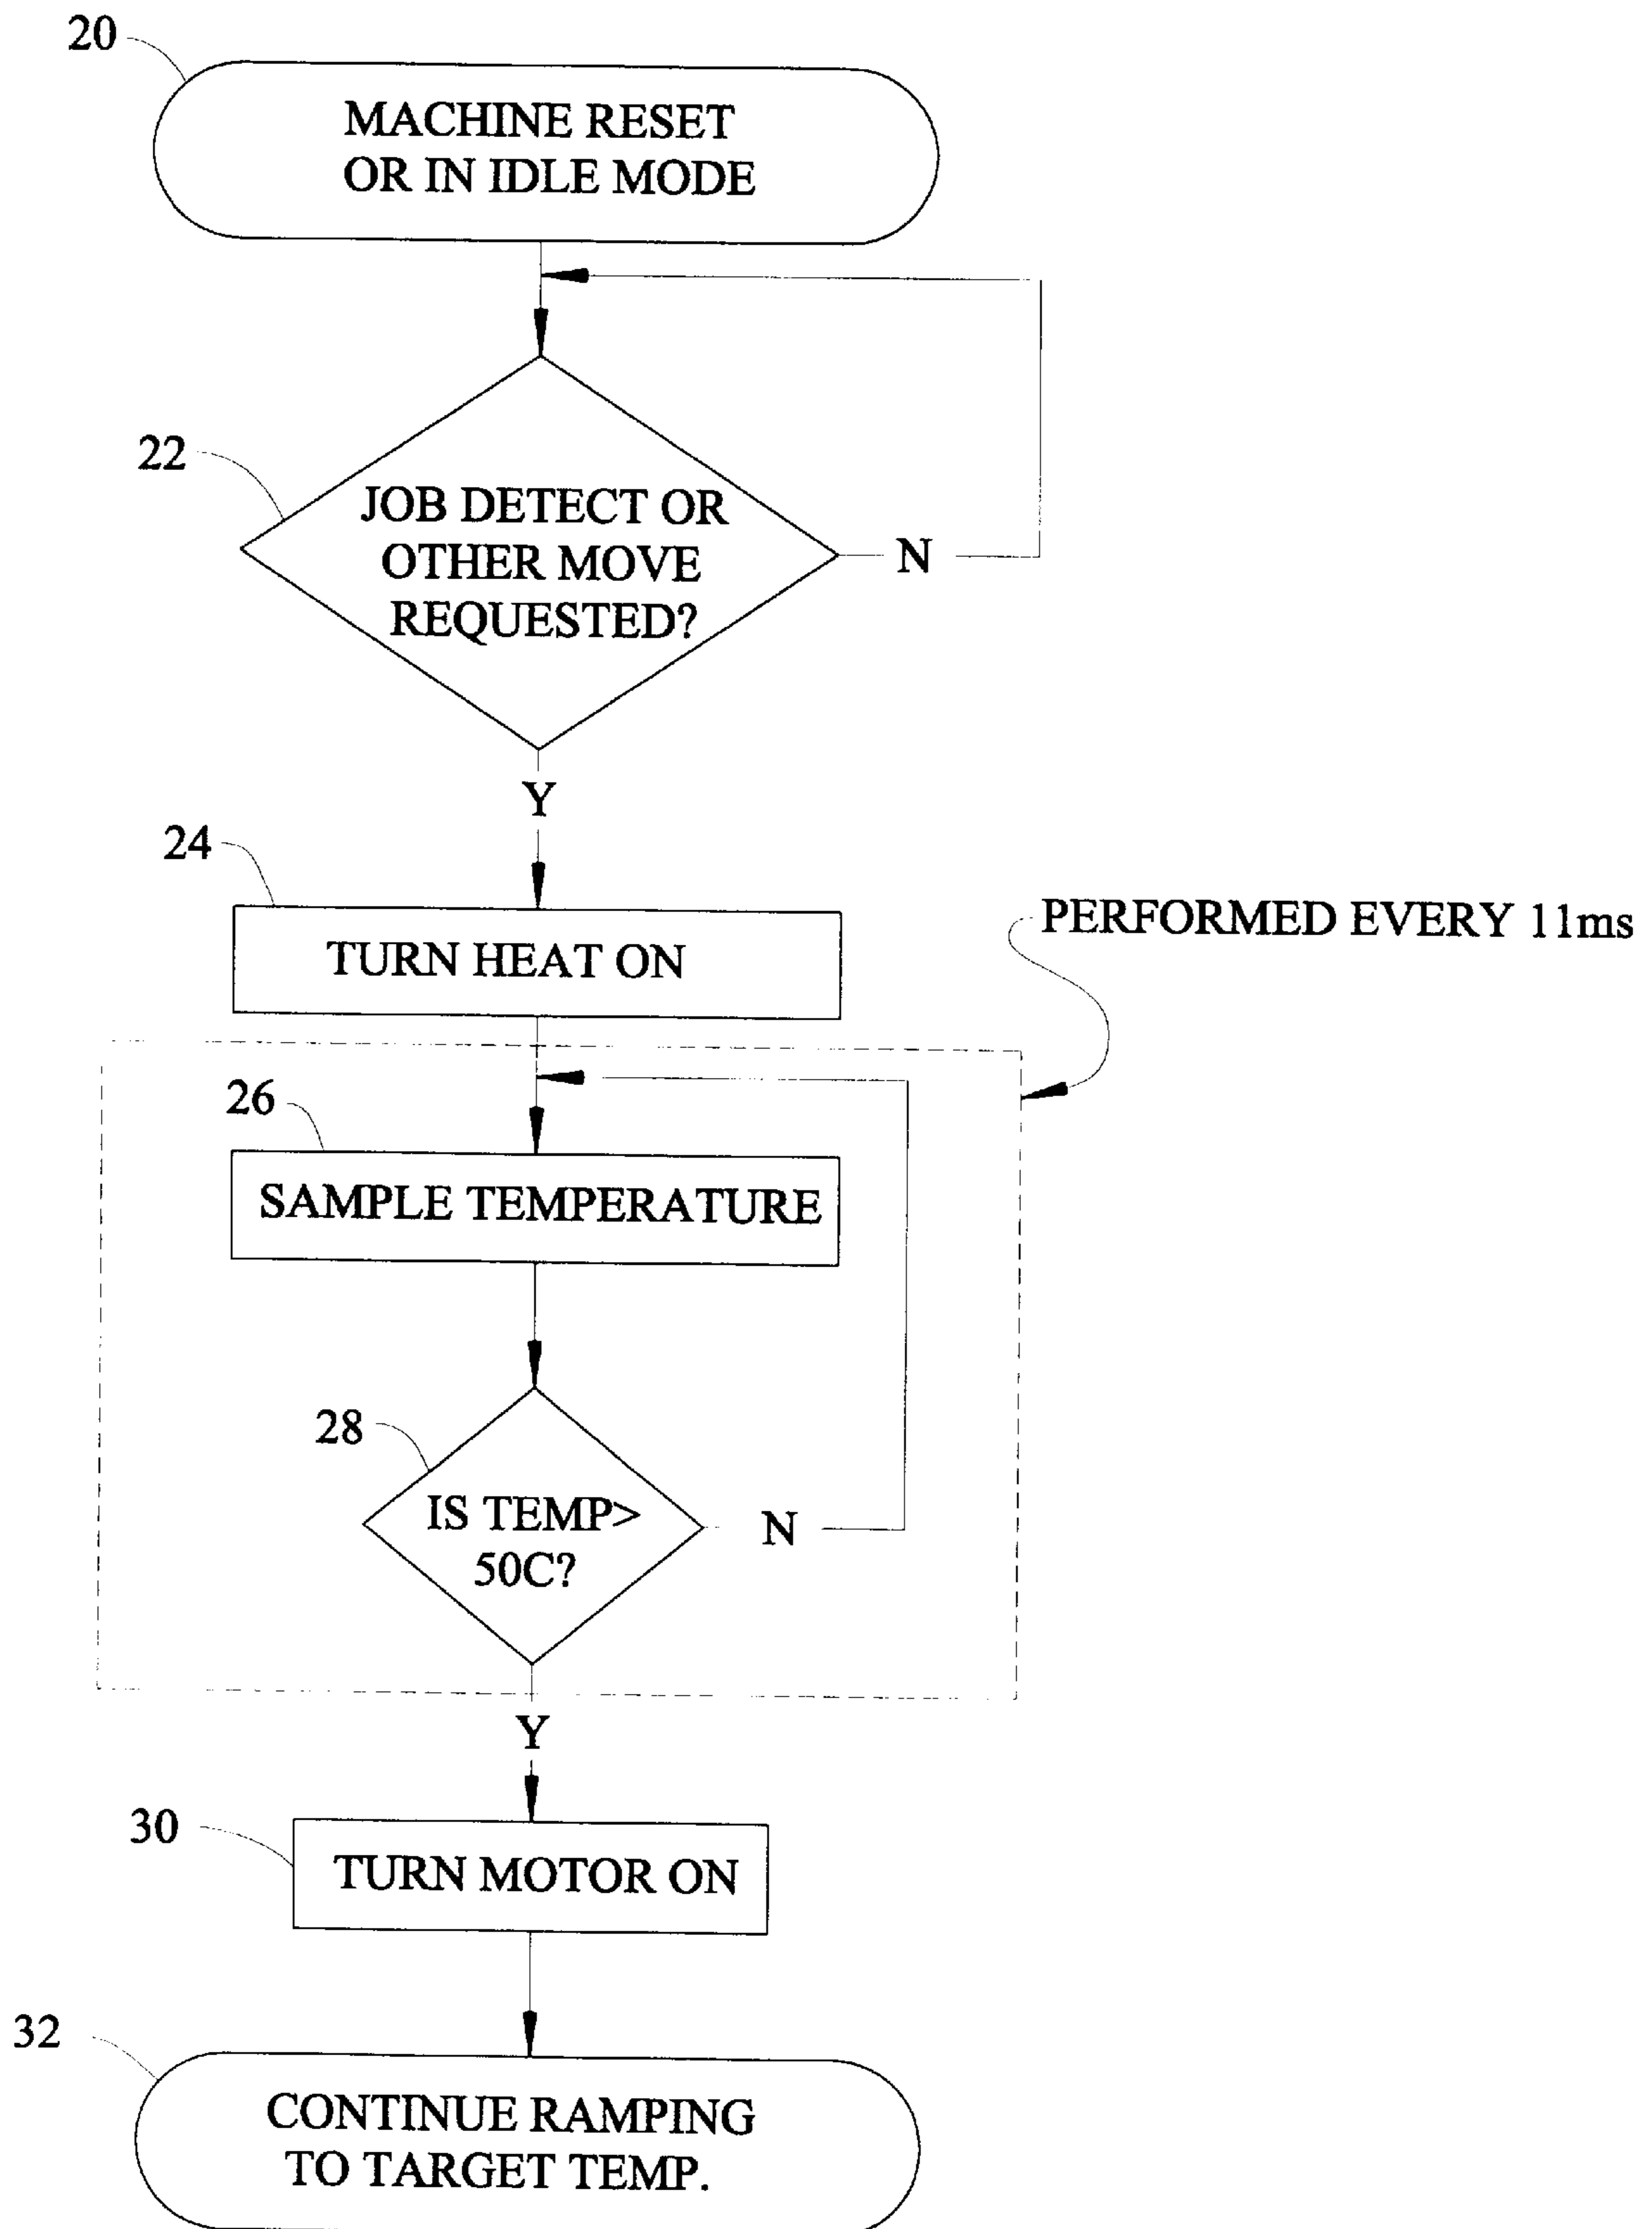 20
MACHINE RESET
OR IN IDLE MODE
22
JOB DETECT OR
OTHER MOVE
REQUESTED?
N
Y
24
TURN HEAT ON
PERFORMED EVERY 11ms
26
SAMPLE TEMPERATURE
28
IS TEMP>
50C?
N
Y
30
TURN MOTOR ON
32
CONTINUE RAMPING
TO TARGET TEMP.